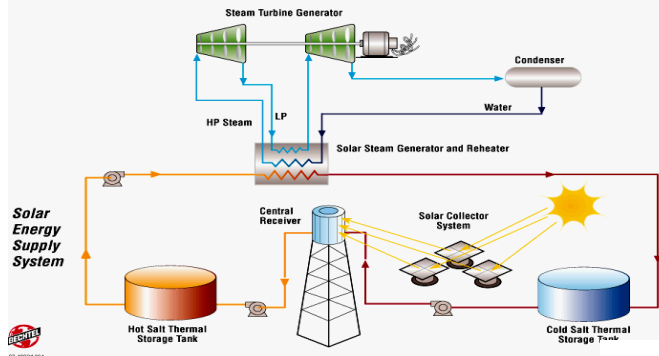 Steam Turbine Generator
Condenser
Water
HP Steam
LP
Solar Steam Generator and Reheater
Solar
Energy
Supply
System
Central
Receiver
Solar Collector
System
Hot Salt Thermal
Storage Tank
Cold Salt Thermal
Storage Tank
BECHTEL